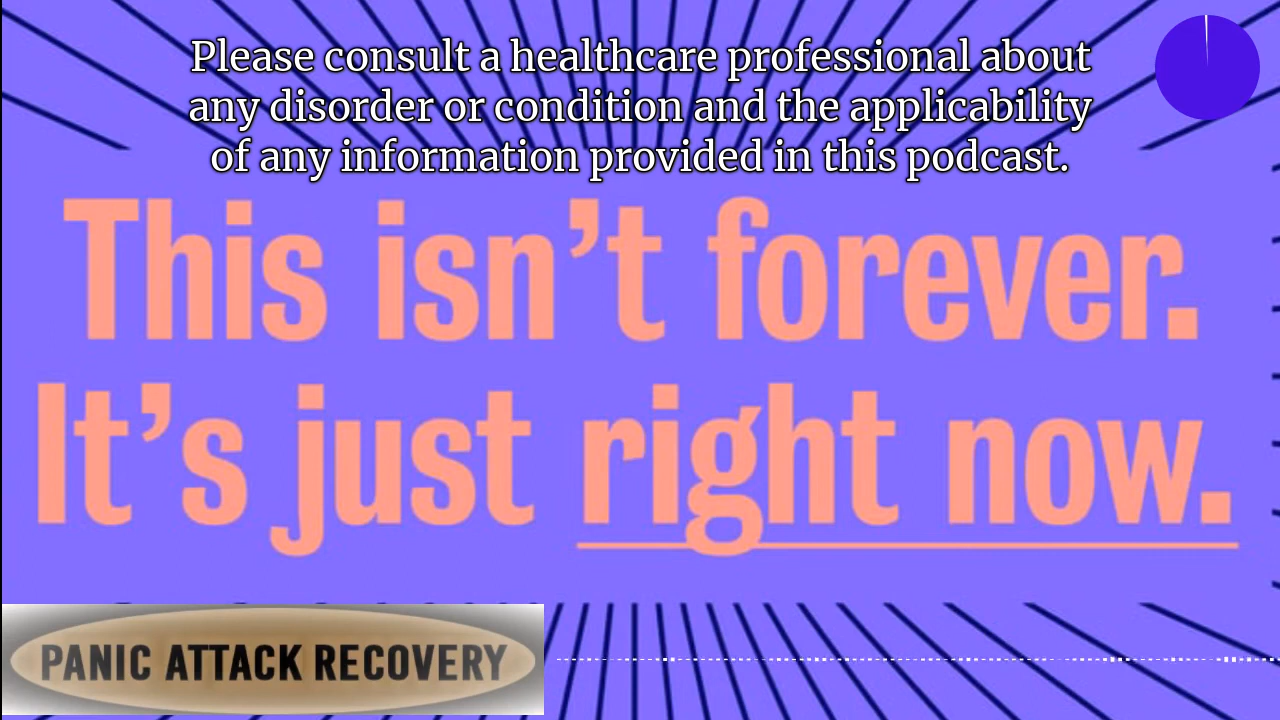 Please consult a healthcare professional about
any disorder or condition and the applicability
of any information provided in this podcast.
This isn’t forever.
It’s just right now.
PANIC ATTACK RECOVERY